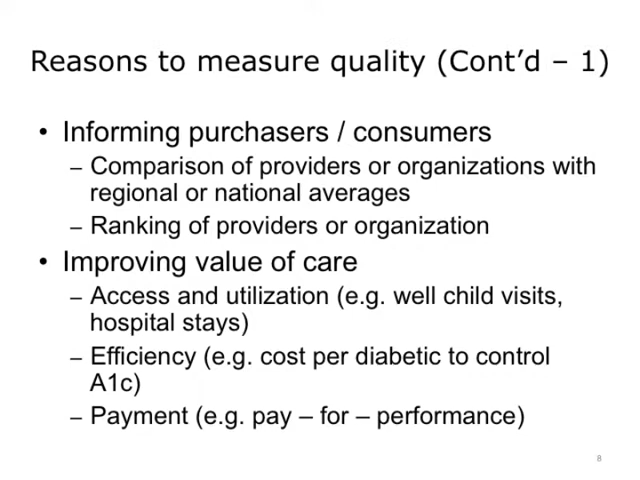 Reasons to measure quality (Cont’d – 1)
• Informing purchasers / consumers
– Comparison of providers or organizations with
regional or national averages
– Ranking of providers or organization
• Improving value of care
– Access and utilization (e.g. well child visits,
hospital stays)
– Efficiency (e.g. cost per diabetic to control
A1c)
– Payment (e.g. pay – for – performance)
8